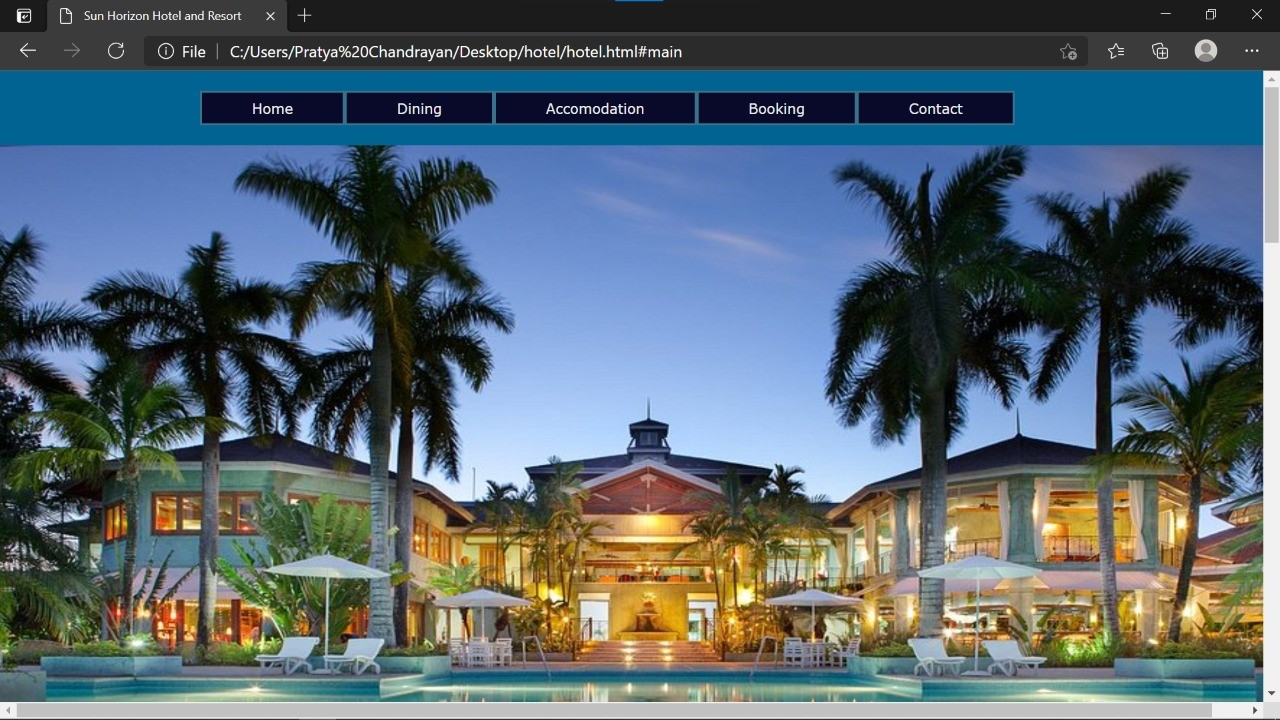 Sun Horizon Hotel and Resort
File C:/Users/Pratya%20Chandrayan/Desktop/hotel/hotel.html#main
Home Dining Accomodation Booking Contact